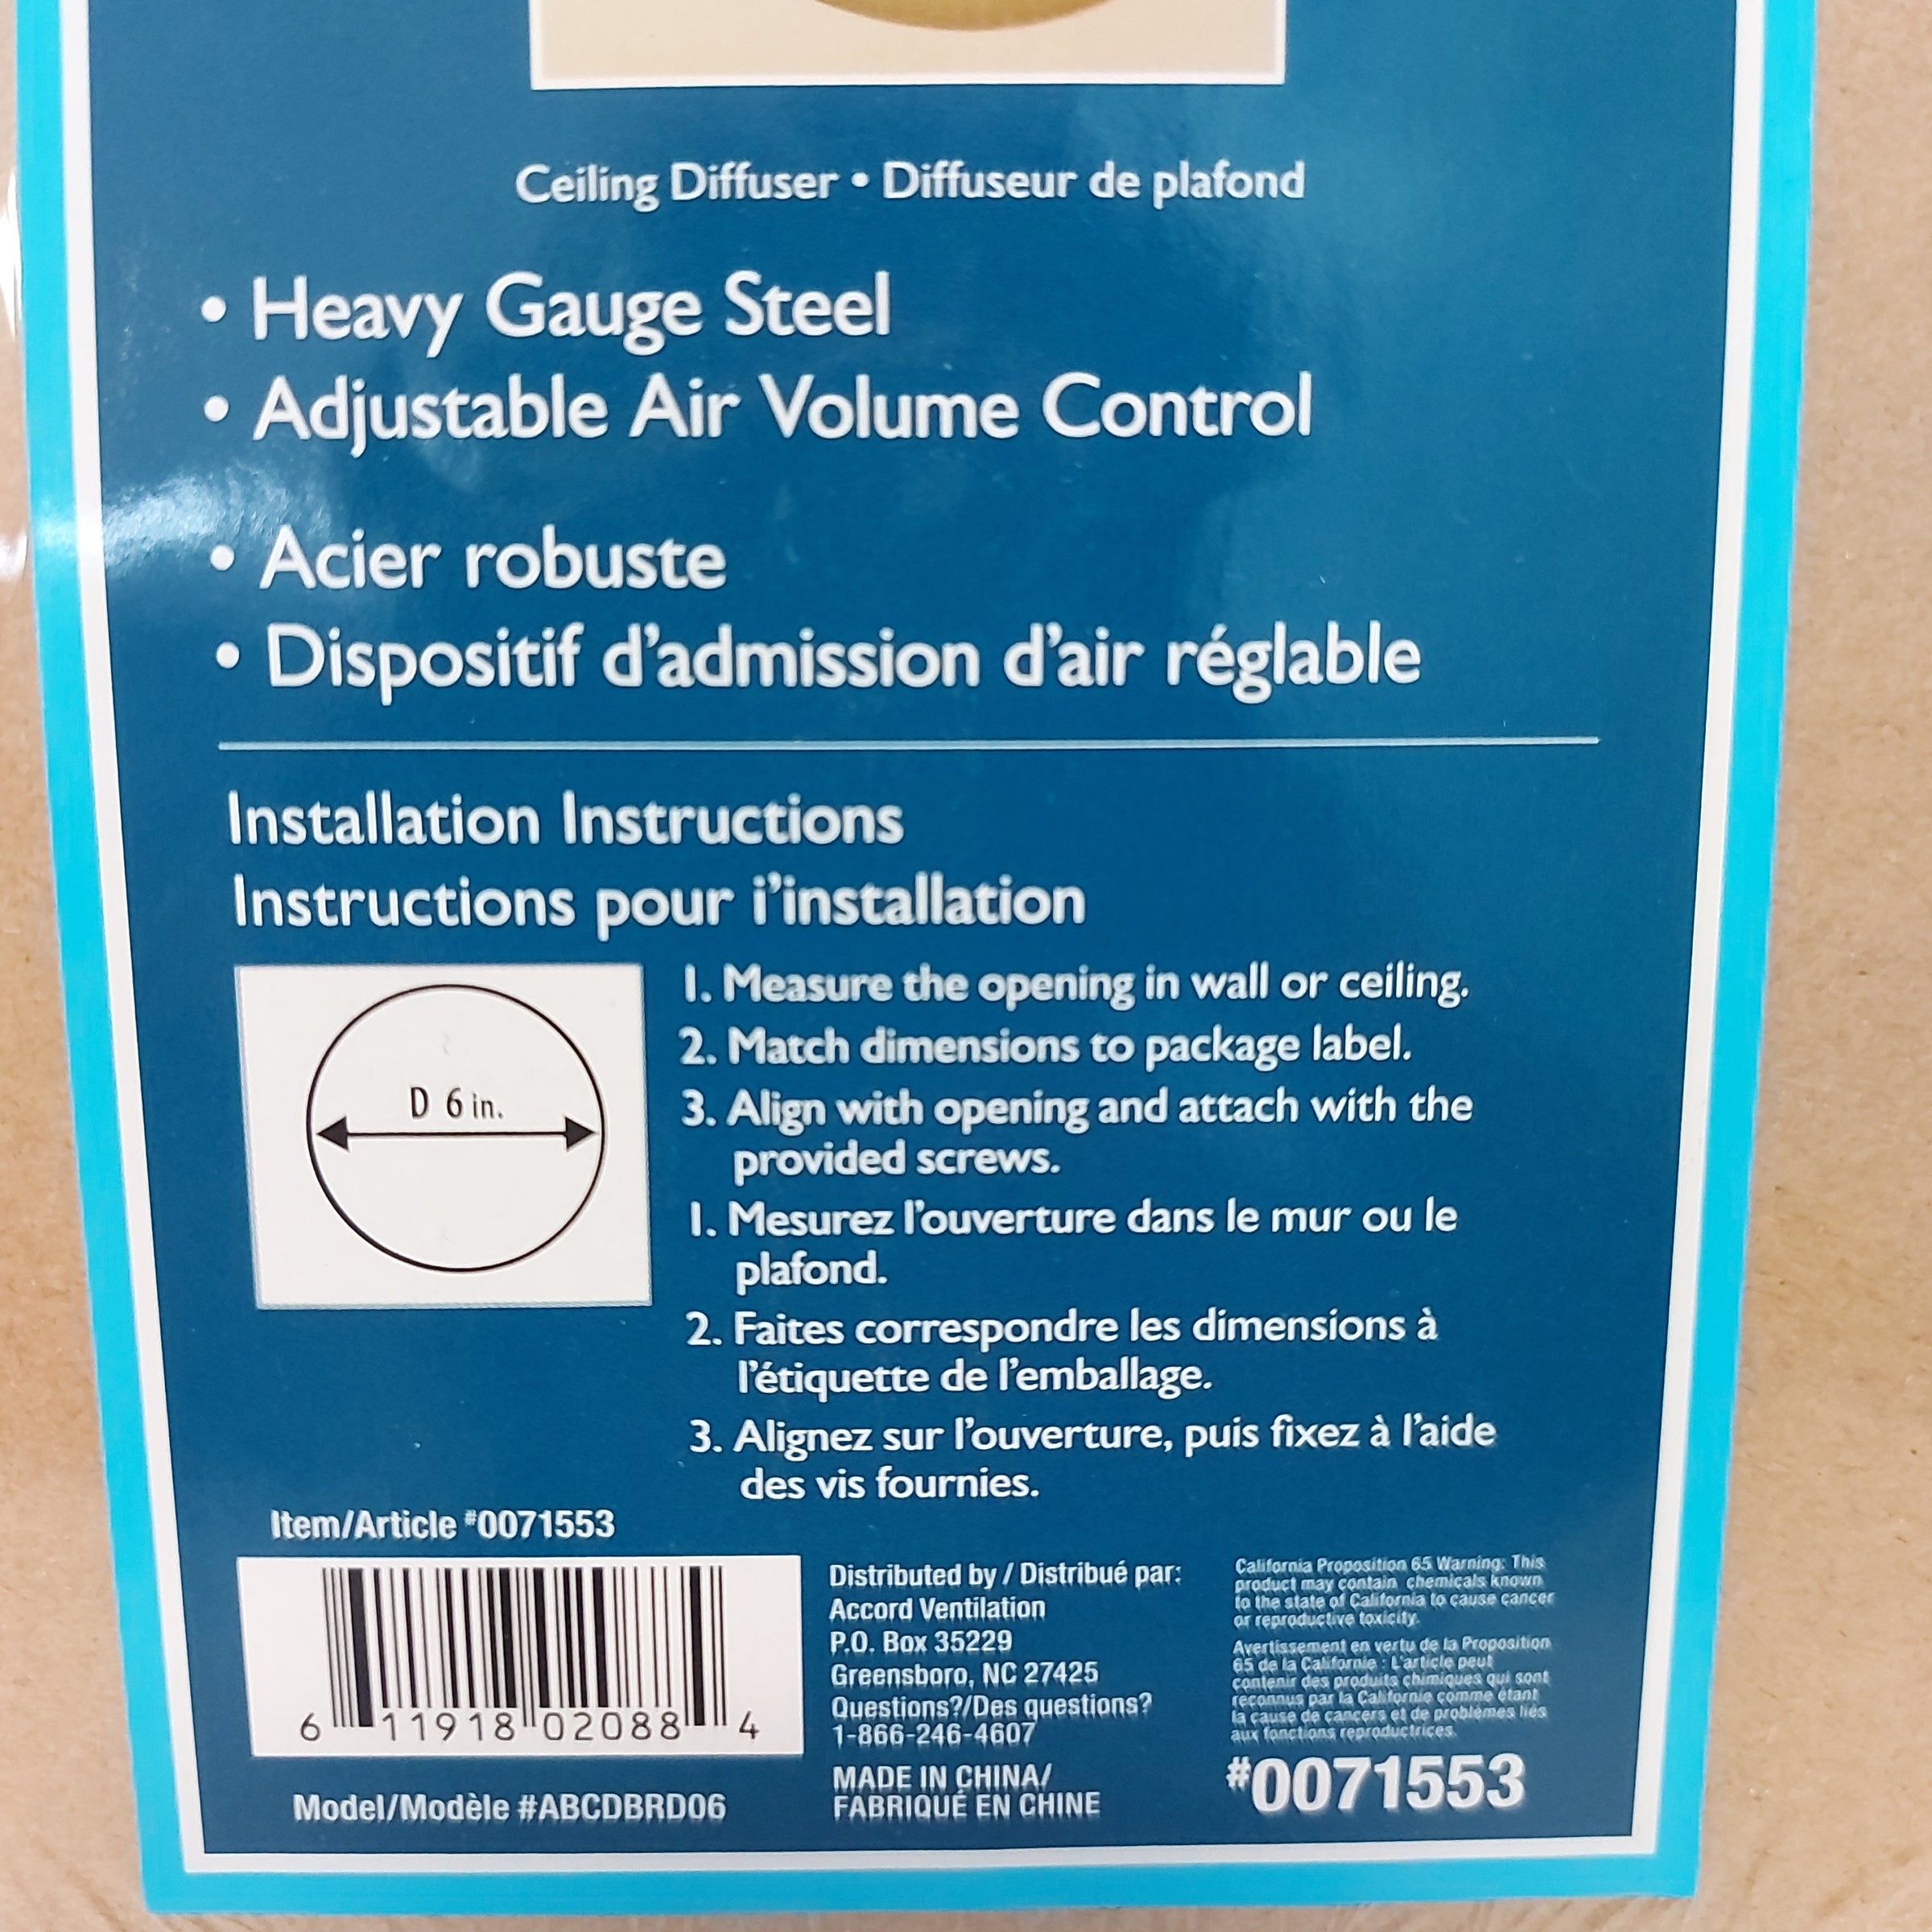 Ceiling Diffuser • Diffuseur de plafond
• Heavy Gauge Steel
• Adjustable Air Volume Control
• Acier robuste
• Dispositif d'admission d'air réglable
Installation Instructions
Instructions pour i'installation
D 6 in.
1. Measure the opening in wall or ceiling.
2. Match dimensions to package label.
3. Align with opening and attach with the
provided screws.
1. Mesurez l'ouverture dans le mur ou le
plafond.
2. Faites correspondre les dimensions à
l'étiquette de l'emballage.
3. Alignez sur l'ouverture, puis fixez à l'aide
des vis fournies.
Item/Article #0071553
6 11918 02088 4
Model/Modèle #ABCDBRD06
Distributed by / Distribué par:
Accord Ventilation
P.O. Box 35229
Greensboro, NC 27425
Questions?/Des questions?
1-866-246-4607
MADE IN CHINA/
FABRIQUÉ EN CHINE
California Proposition 65 Warning: This
product may contain chemicals known
to the state of California to cause cancer
or reproductive toxicity.
Avertissement en vertu de la Proposition
65 de la Californie : L'article peut
contenir des produits chimiques qui sont
reconnus par la Californie comme étant
la cause de cancers et de problèmes liés
aux fonctions reproductrices.
#0071553